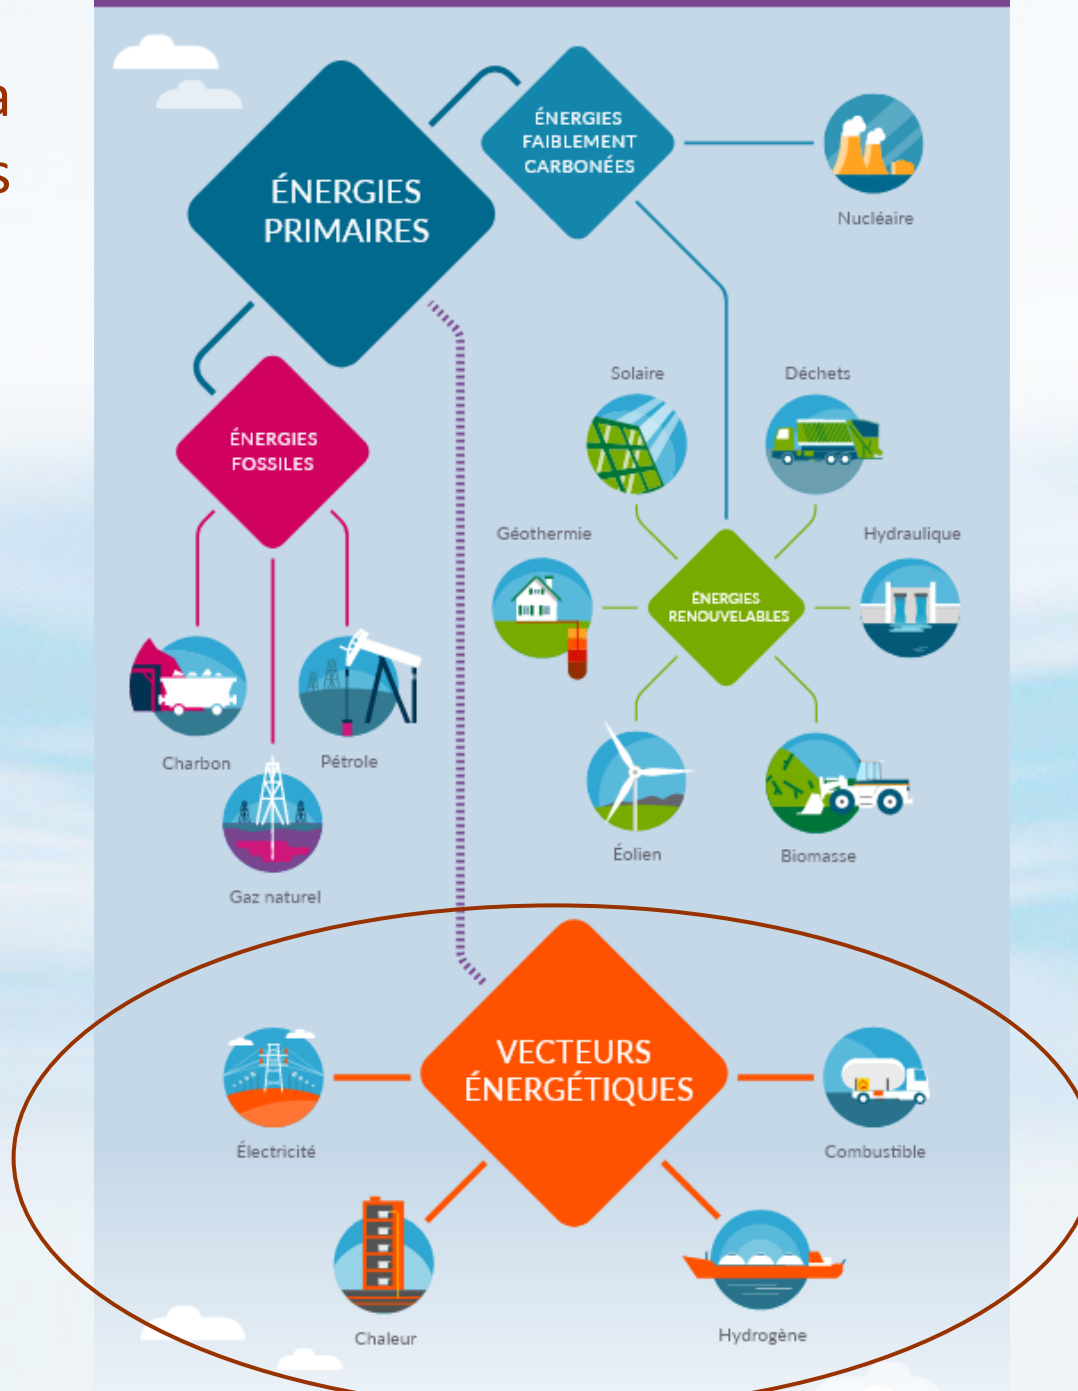 a
s
ÉNERGIES
PRIMAIRES
ÉNERGIES
FAIBLEMENT
CARBONÉES
Nucléaire
ÉNERGIES
FOSSILES
Charbon
Pétrole
Gaz naturel
Solaire
Déchets
Géothermie
Hydraulique
ÉNERGIES
RENOUVELABLES
Éolien
Biomasse
VECTEURS
ÉNERGÉTIQUES
Électricité
Combustible
Chaleur
Hydrogène